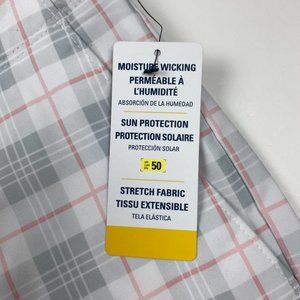 MOISTURE WICKING
PERMÉABLE À
L'HUMIDITÉ
ABSORCIÓN DE LA HUMEDAD
SUN PROTECTION
PROTECTION SOLAIRE
PROTECCIÓN SOLAR
50
STRETCH FABRIC
TISSU EXTENSIBLE
TELA ELÁSTICA